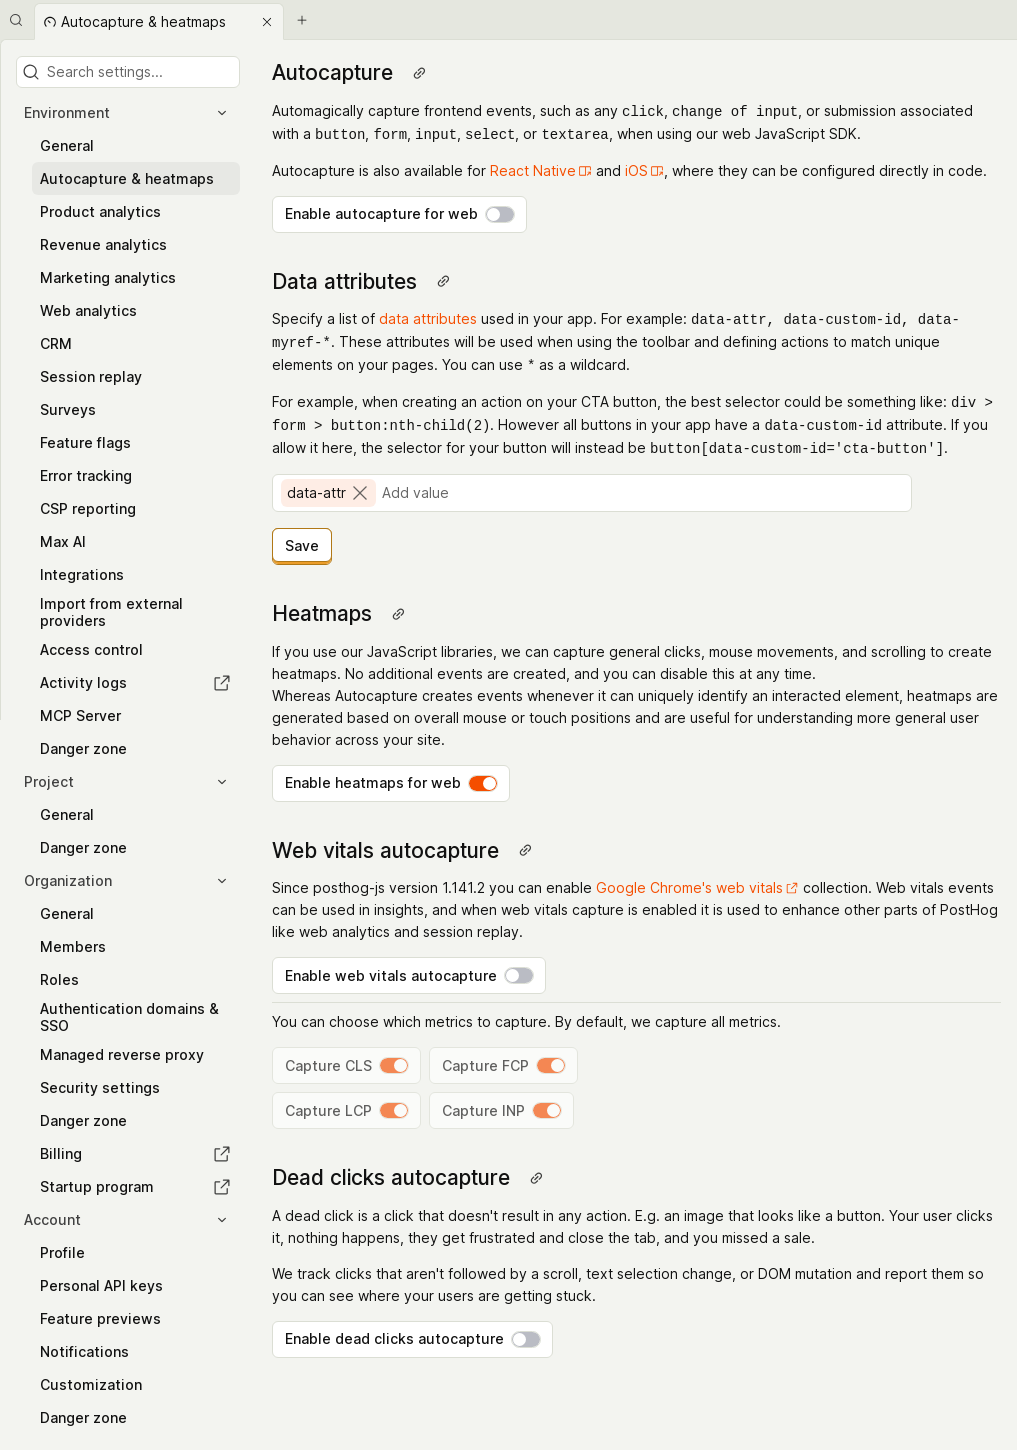 Autocapture & heatmaps
Search settings...
Environment
General
Autocapture & heatmaps
Product analytics
Revenue analytics
Marketing analytics
Web analytics
CRM
Session replay
Surveys
Feature flags
Error tracking
CSP reporting
Max AI
Integrations
Import from external
providers
Access control
Activity logs
MCP Server
Danger zone
Project
General
Danger zone
Organization
General
Members
Roles
Authentication domains &
SSO
Managed reverse proxy
Security settings
Danger zone
Billing
Startup program
Account
Profile
Personal API keys
Feature previews
Notifications
Customization
Danger zone
Autocapture
Automagically capture frontend events, such as any click, change of input, or submission associated
with a button, form, input, select, or textarea, when using our web JavaScript SDK.
Autocapture is also available for React Native and iOS, where they can be configured directly in code.
Enable autocapture for web
Data attributes
Specify a list of data attributes used in your app. For example: data-attr, data-custom-id, data-
myref-*. These attributes will be used when using the toolbar and defining actions to match unique
elements on your pages. You can use * as a wildcard.
For example, when creating an action on your CTA button, the best selector could be something like: div >
form > button:nth-child(2). However all buttons in your app have a data-custom-id attribute. If you
allow it here, the selector for your button will instead be button[data-custom-id='cta-button'].
data-attr Add value
Save
Heatmaps
If you use our JavaScript libraries, we can capture general clicks, mouse movements, and scrolling to create
heatmaps. No additional events are created, and you can disable this at any time.
Whereas Autocapture creates events whenever it can uniquely identify an interacted element, heatmaps are
generated based on overall mouse or touch positions and are useful for understanding more general user
behavior across your site.
Enable heatmaps for web
Web vitals autocapture
Since posthog-js version 1.141.2 you can enable Google Chrome's web vitals collection. Web vitals events
can be used in insights, and when web vitals capture is enabled it is used to enhance other parts of PostHog
like web analytics and session replay.
Enable web vitals autocapture
You can choose which metrics to capture. By default, we capture all metrics.
Capture CLS Capture FCP
Capture LCP Capture INP
Dead clicks autocapture
A dead click is a click that doesn't result in any action. E.g. an image that looks like a button. Your user clicks
it, nothing happens, they get frustrated and close the tab, and you missed a sale.
We track clicks that aren't followed by a scroll, text selection change, or DOM mutation and report them so
you can see where your users are getting stuck.
Enable dead clicks autocapture